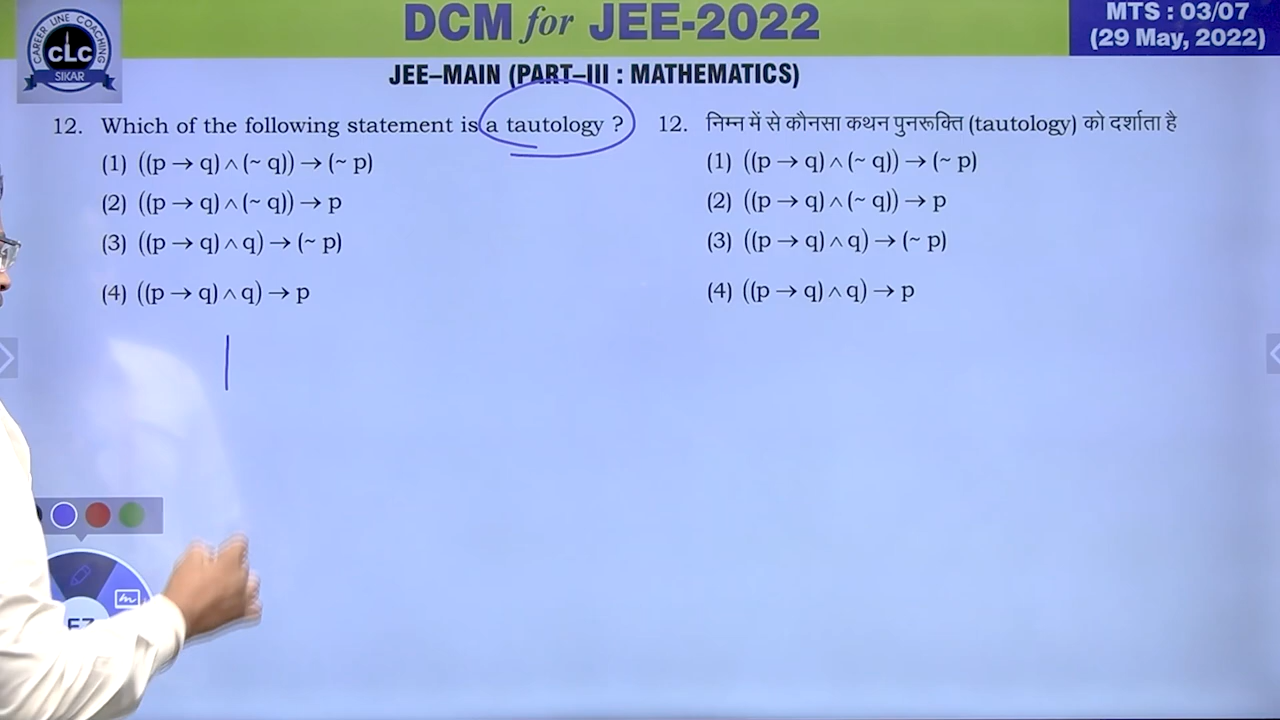 DCM for JEE-2022
MTS : 03/07
(29 May, 2022)
CAREER LINE COACHING
CLC
SIKAR
JEE–MAIN (PART–III : MATHEMATICS)
12. Which of the following statement is a tautology ?
(1) ((p → q) ∧ (~ q)) → (~ p)
(2) ((p → q) ∧ (~ q)) → p
(3) ((p → q) ∧ q) → (~ p)
(4) ((p → q) ∧ q) → p
12. निम्न में से कौनसा कथन पुनरूक्ति (tautology) को दर्शाता है
(1) ((p → q) ∧ (~ q)) → (~ p)
(2) ((p → q) ∧ (~ q)) → p
(3) ((p → q) ∧ q) → (~ p)
(4) ((p → q) ∧ q) → p